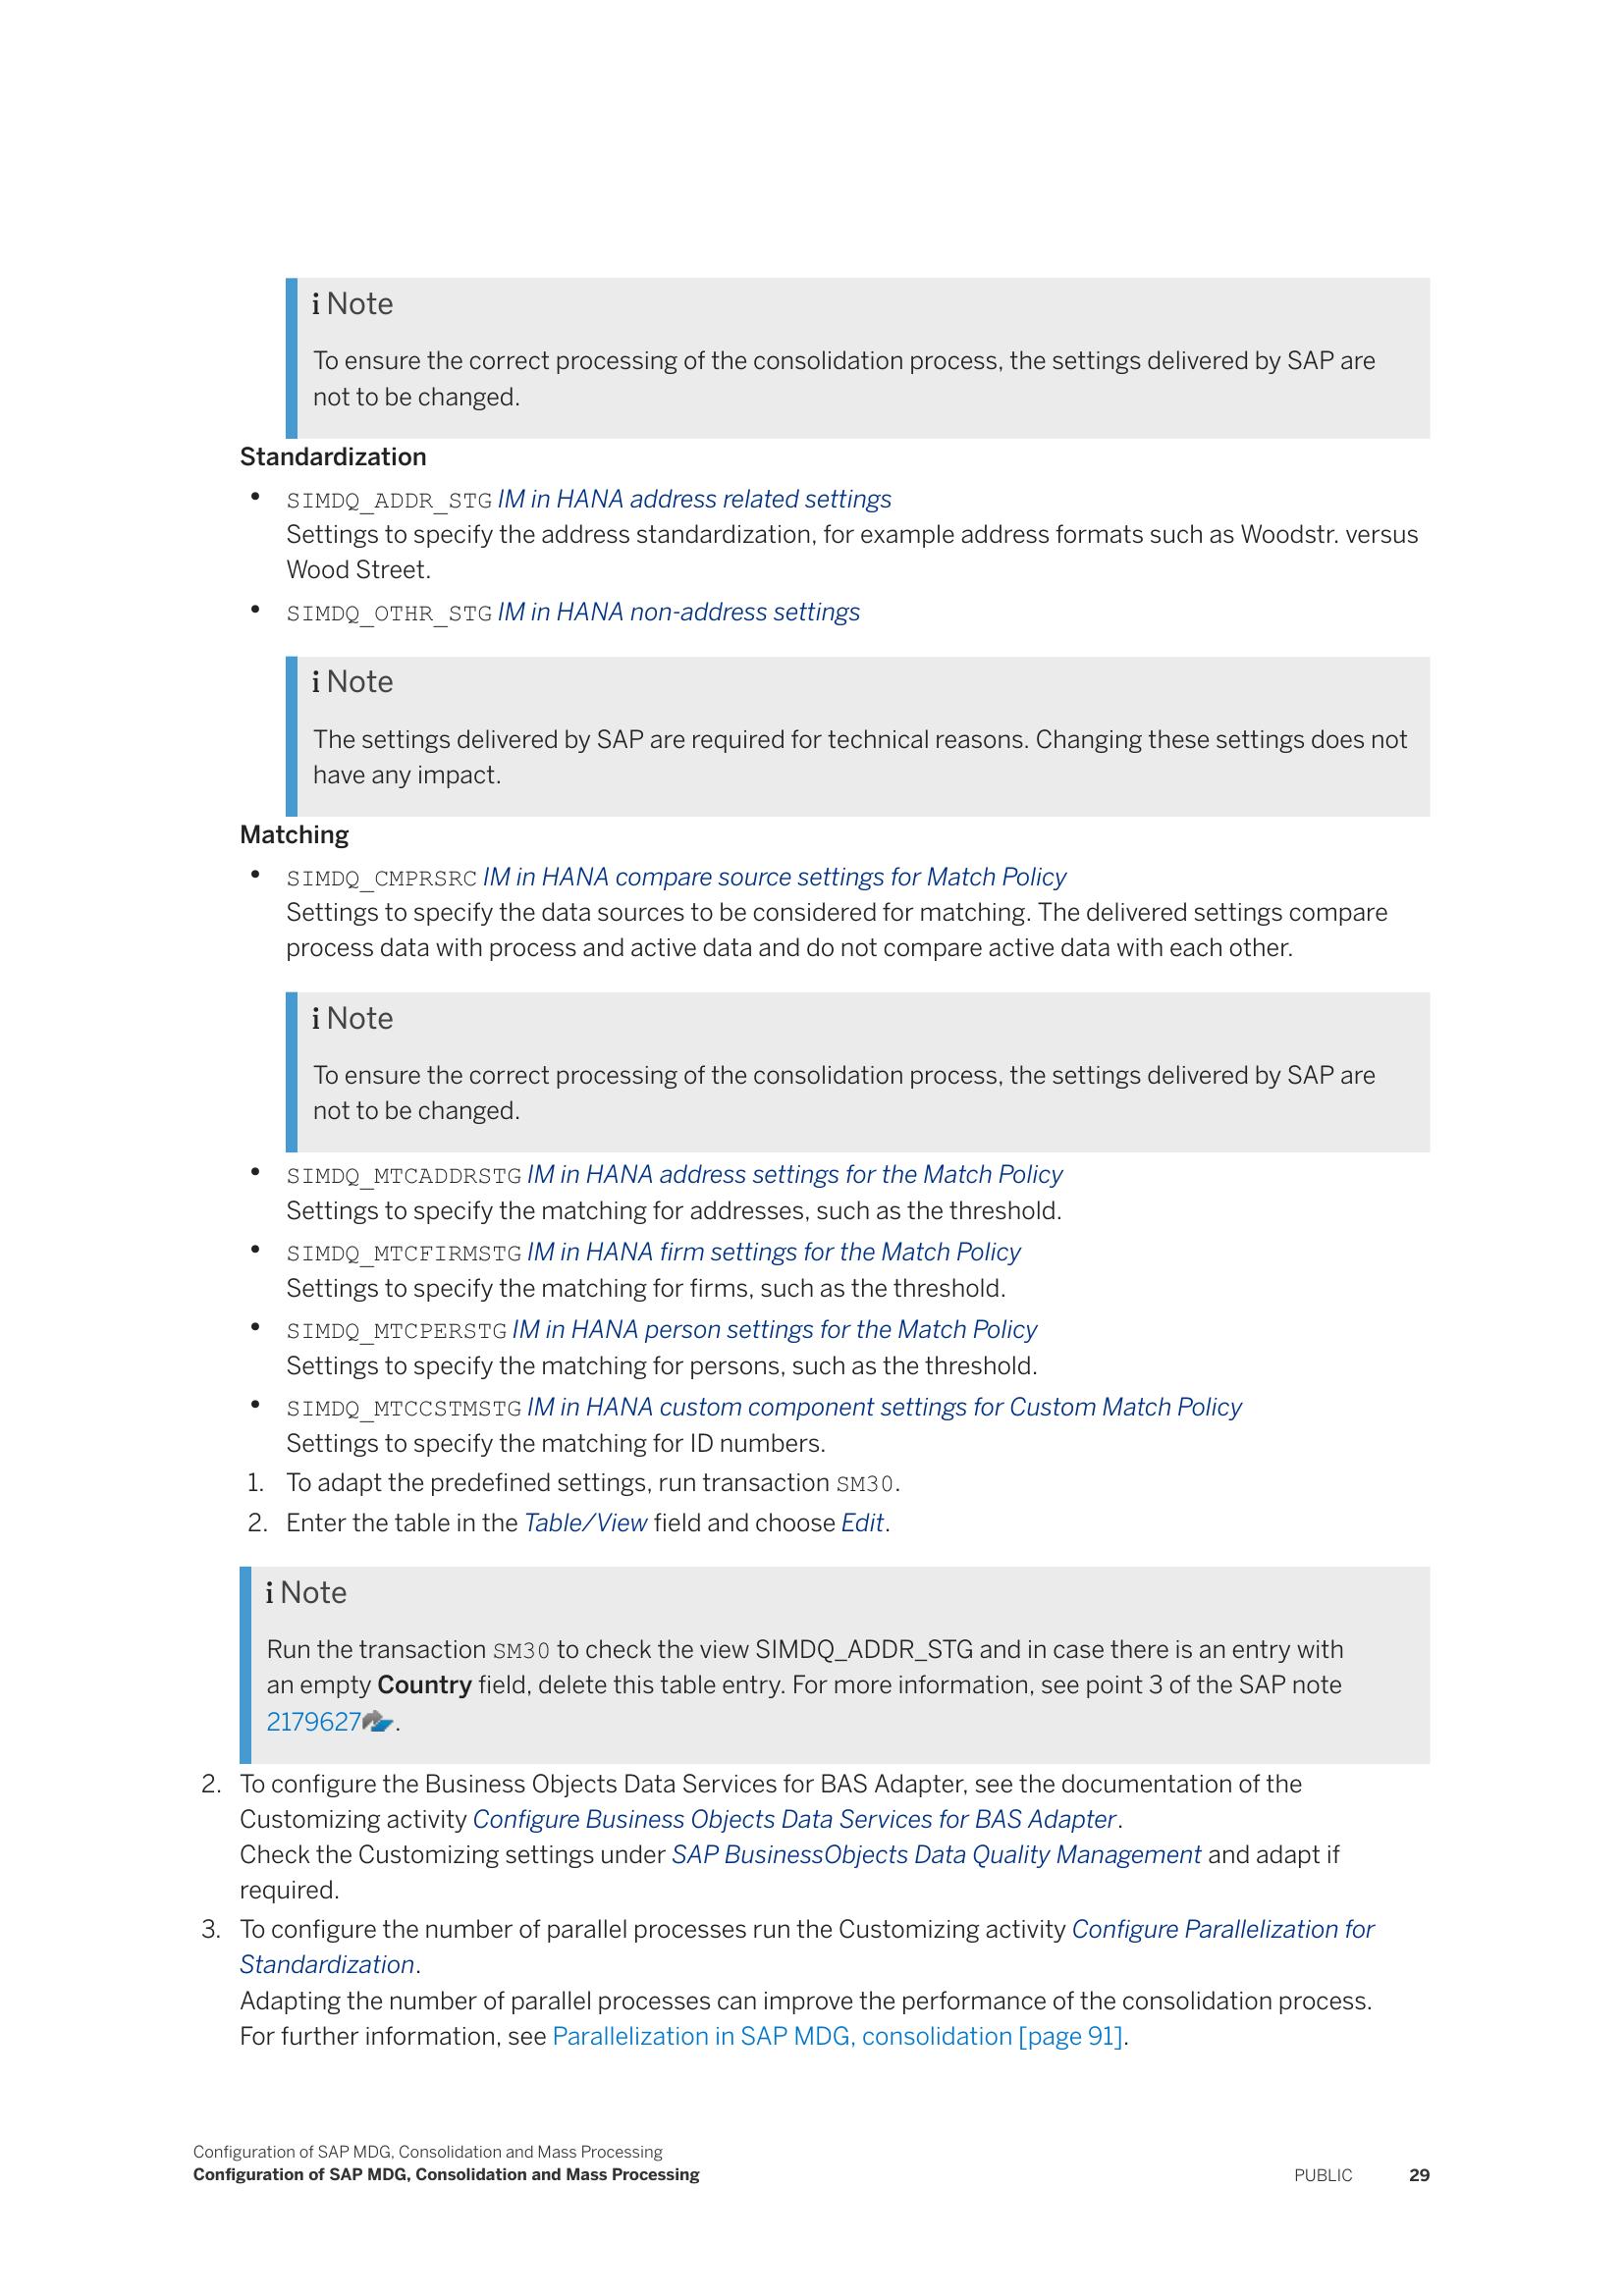 i Note
To ensure the correct processing of the consolidation process, the settings delivered by SAP are
not to be changed.
Standardization
• SIMDQ_ADDR_STG IM in HANA address related settings
Settings to specify the address standardization, for example address formats such as Woodstr. versus
Wood Street.
• SIMDQ_OTHR_STG IM in HANA non-address settings
i Note
The settings delivered by SAP are required for technical reasons. Changing these settings does not
have any impact.
Matching
• SIMDQ_CMPRSRC IM in HANA compare source settings for Match Policy
Settings to specify the data sources to be considered for matching. The delivered settings compare
process data with process and active data and do not compare active data with each other.
i Note
To ensure the correct processing of the consolidation process, the settings delivered by SAP are
not to be changed.
• SIMDQ_MTCADDRSTG IM in HANA address settings for the Match Policy
Settings to specify the matching for addresses, such as the threshold.
• SIMDQ_MTCFIRMSTG IM in HANA firm settings for the Match Policy
Settings to specify the matching for firms, such as the threshold.
• SIMDQ_MTCPERSTG IM in HANA person settings for the Match Policy
Settings to specify the matching for persons, such as the threshold.
• SIMDQ_MTCCSTMSTG IM in HANA custom component settings for Custom Match Policy
Settings to specify the matching for ID numbers.
1. To adapt the predefined settings, run transaction SM30.
2. Enter the table in the Table/View field and choose Edit.
i Note
Run the transaction SM30 to check the view SIMDQ_ADDR_STG and in case there is an entry with
an empty Country field, delete this table entry. For more information, see point 3 of the SAP note
2179627.
2. To configure the Business Objects Data Services for BAS Adapter, see the documentation of the
Customizing activity Configure Business Objects Data Services for BAS Adapter.
Check the Customizing settings under SAP BusinessObjects Data Quality Management and adapt if
required.
3. To configure the number of parallel processes run the Customizing activity Configure Parallelization for
Standardization.
Adapting the number of parallel processes can improve the performance of the consolidation process.
For further information, see Parallelization in SAP MDG, consolidation [page 91].
Configuration of SAP MDG, Consolidation and Mass Processing
Configuration of SAP MDG, Consolidation and Mass Processing PUBLIC 29